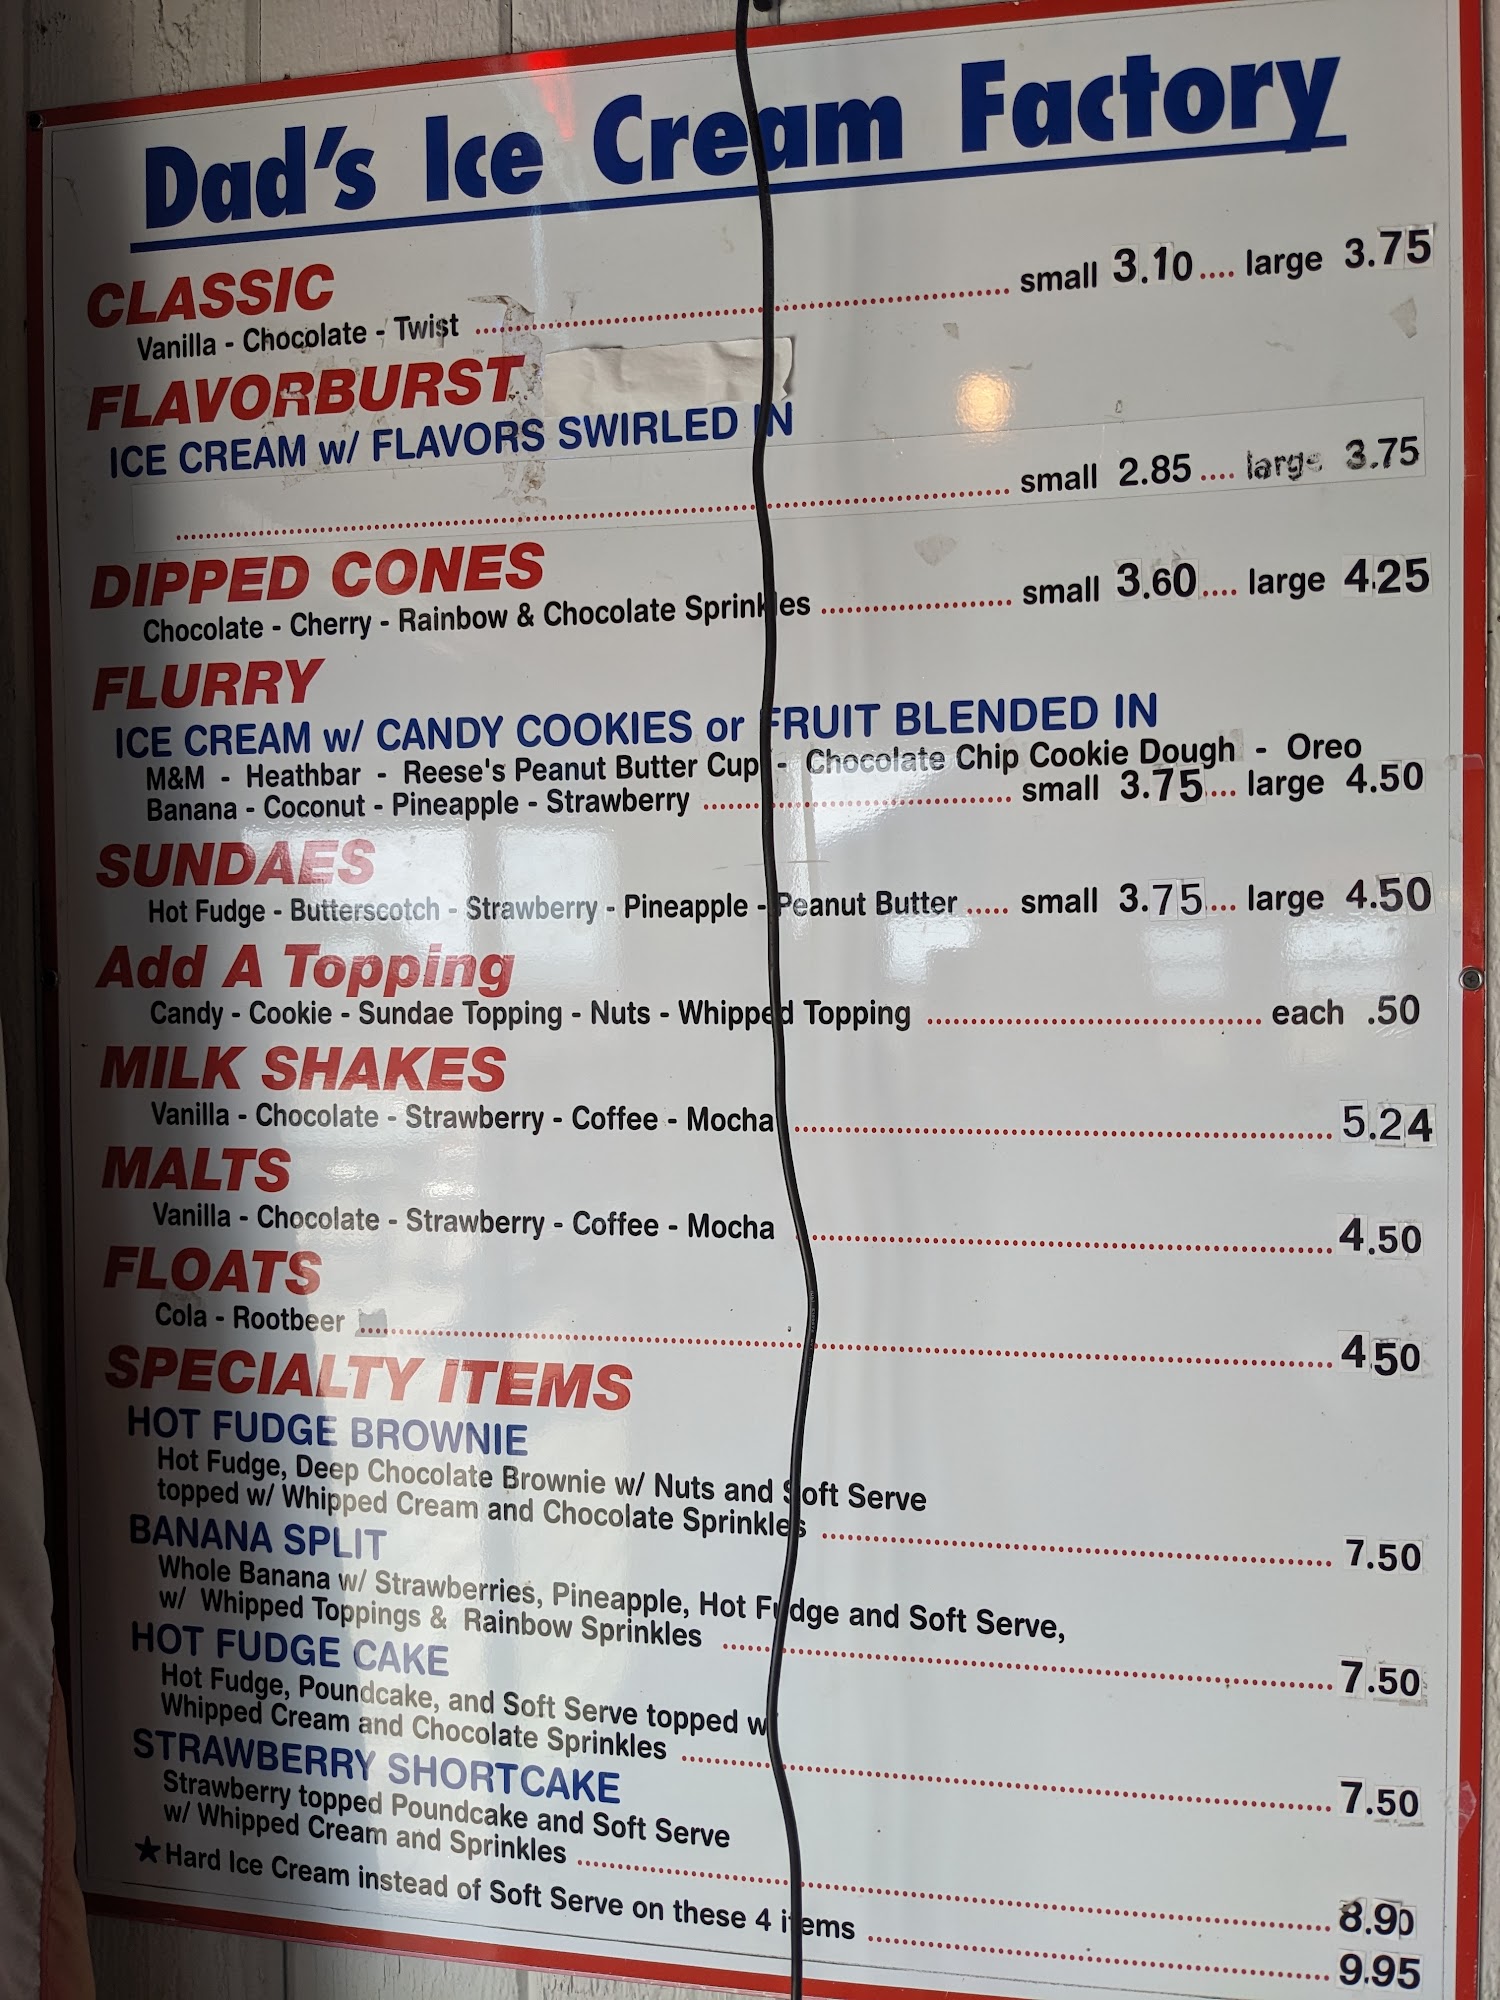 Dad's Ice Cream Factory
CLASSIC
Vanilla - Chocolate - Twist ........ small 3.10 .... large 3.75
FLAVORBURST
ICE CREAM w/ FLAVORS SWIRLED IN
........ small 2.85 .... large 3.75
DIPPED CONES
Chocolate - Cherry - Rainbow & Chocolate Sprinkles ........ small 3.60 .... large 4.25
FLURRY
ICE CREAM w/ CANDY COOKIES or FRUIT BLENDED IN
M&M - Heathbar - Reese's Peanut Butter Cup - Chocolate Chip Cookie Dough - Oreo
Banana - Coconut - Pineapple - Strawberry ........ small 3.75 ... large 4.50
SUNDAES
Hot Fudge - Butterscotch - Strawberry - Pineapple - Peanut Butter ..... small 3.75 ... large 4.50
Add A Topping
Candy - Cookie - Sundae Topping - Nuts - Whipped Topping ........ each .50
MILK SHAKES
Vanilla - Chocolate - Strawberry - Coffee - Mocha ........ 5.24
MALTS
Vanilla - Chocolate - Strawberry - Coffee - Mocha ........ 4.50
FLOATS
Cola - Rootbeer ........ 4.50
SPECIALTY ITEMS
HOT FUDGE BROWNIE
Hot Fudge, Deep Chocolate Brownie w/ Nuts and Soft Serve
topped w/ Whipped Cream and Chocolate Sprinkles ........ 7.50
BANANA SPLIT
Whole Banana w/ Strawberries, Pineapple, Hot Fudge and Soft Serve,
w/ Whipped Toppings & Rainbow Sprinkles ........ 7.50
HOT FUDGE CAKE
Hot Fudge, Poundcake, and Soft Serve topped w/
Whipped Cream and Chocolate Sprinkles ........ 7.50
STRAWBERRY SHORTCAKE
Strawberry topped Poundcake and Soft Serve
w/ Whipped Cream and Sprinkles ........ 8.90
★Hard Ice Cream instead of Soft Serve on these 4 items ........ 9.95